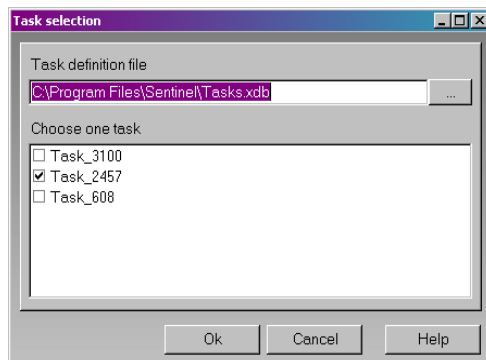 Task selection
Task definition file
C:\Program Files\Sentinel\Tasks.xdb
...
Choose one task
Task_3100
Task_2457
Task_608
Ok Cancel Help